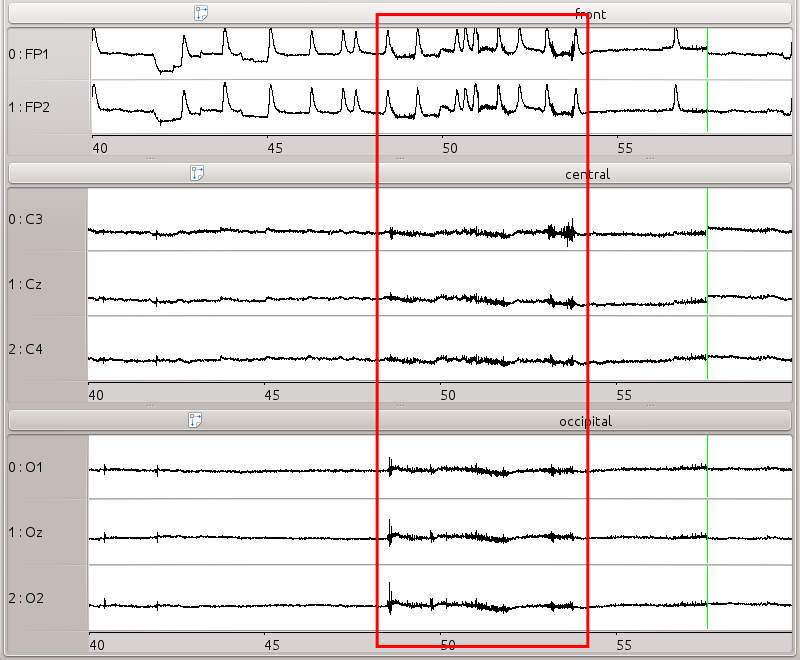 front
0 : FP1
1 : FP2
40 45 50 55
central
0 : C3
1 : Cz
2 : C4
40 45 50 55
occipital
0 : O1
1 : Oz
2 : O2
40 45 50 55